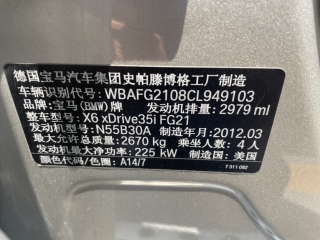 德国宝马汽车集团史帕滕博格工厂制造
车辆识别代号: WBAFG2108CL949103
品牌:宝马(BMW)牌 发动机排量: 2979 ml
整车型号: X6 xDrive35i FG21
发动机型号: N55B30A 制造年月: 2012.03
最大允许总质量: 2670 kg 乘坐人数: 4 人
发动机最大净功率: 225 kW 制造国: 美国
颜色代码/色圈: A14/7
7 311 062